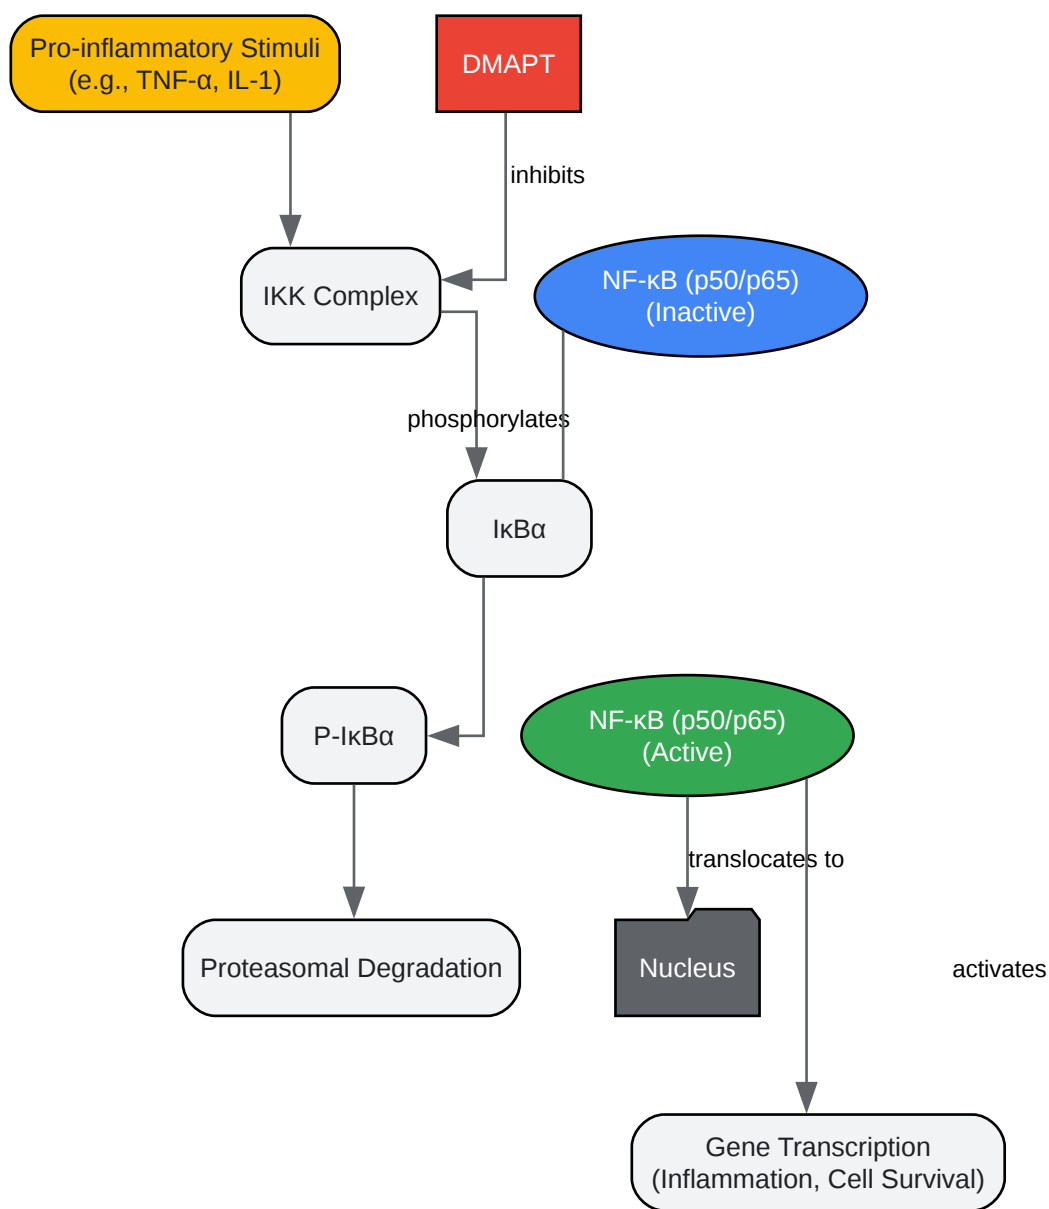 Pro-inflammatory Stimuli
(e.g., TNF-α, IL-1)
DMAPT
inhibits
IKK Complex
NF-κB (p50/p65)
(Inactive)
phosphorylates
IκBα
P-IκBα
NF-κB (p50/p65)
(Active)
translocates to
Proteasomal Degradation
Nucleus
activates
Gene Transcription
(Inflammation, Cell Survival)